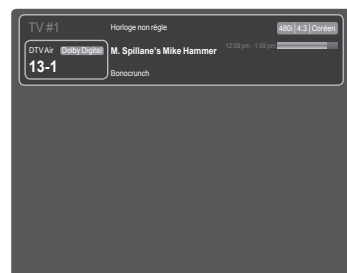 TV #1
Horloge non régle
480i 4:3 Coréen
DTV Air Dolby Digital
M. Spillane's Mike Hammer
12:59 pm - 1:59 pm
13-1
Bonocrunch